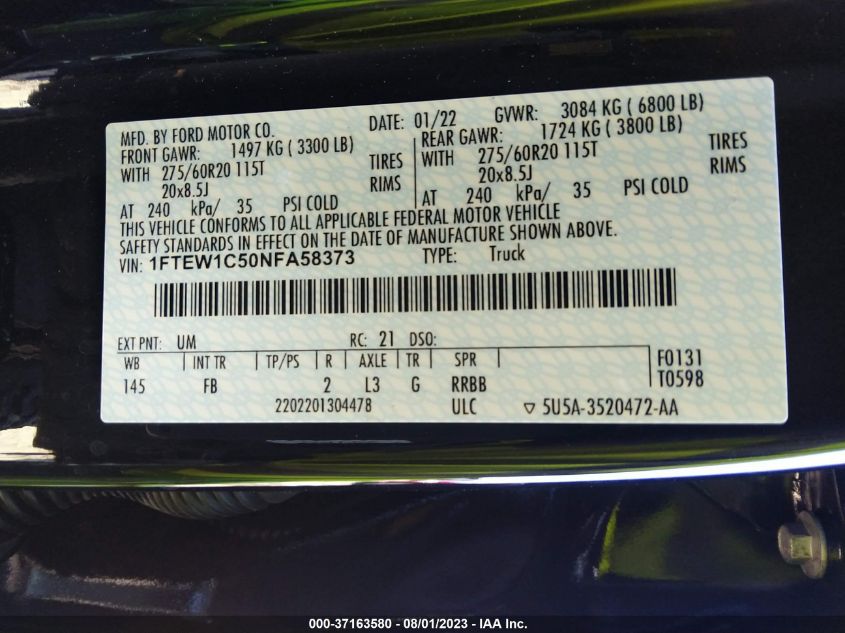 MFD. BY FORD MOTOR CO. DATE: 01/22 GVWR: 3084 KG ( 6800 LB)
FRONT GAWR: 1497 KG ( 3300 LB) REAR GAWR: 1724 KG ( 3800 LB)
WITH 275/60R20 115T TIRES WITH 275/60R20 115T TIRES
20x8.5J RIMS 20x8.5J RIMS
AT 240 kPa/ 35 PSI COLD AT 240 kPa/ 35 PSI COLD
THIS VEHICLE CONFORMS TO ALL APPLICABLE FEDERAL MOTOR VEHICLE
SAFETY STANDARDS IN EFFECT ON THE DATE OF MANUFACTURE SHOWN ABOVE.
VIN: 1FTEW1C50NFA58373 TYPE: Truck
EXT PNT: UM RC: 21 DSO:
WB INT TR TP/PS R AXLE TR SPR F0131
145 FB 2 L3 G RRBB T0598
2202201304478 ULC ▽ 5U5A-3520472-AA
000-37163580 - 08/01/2023 - IAA Inc.